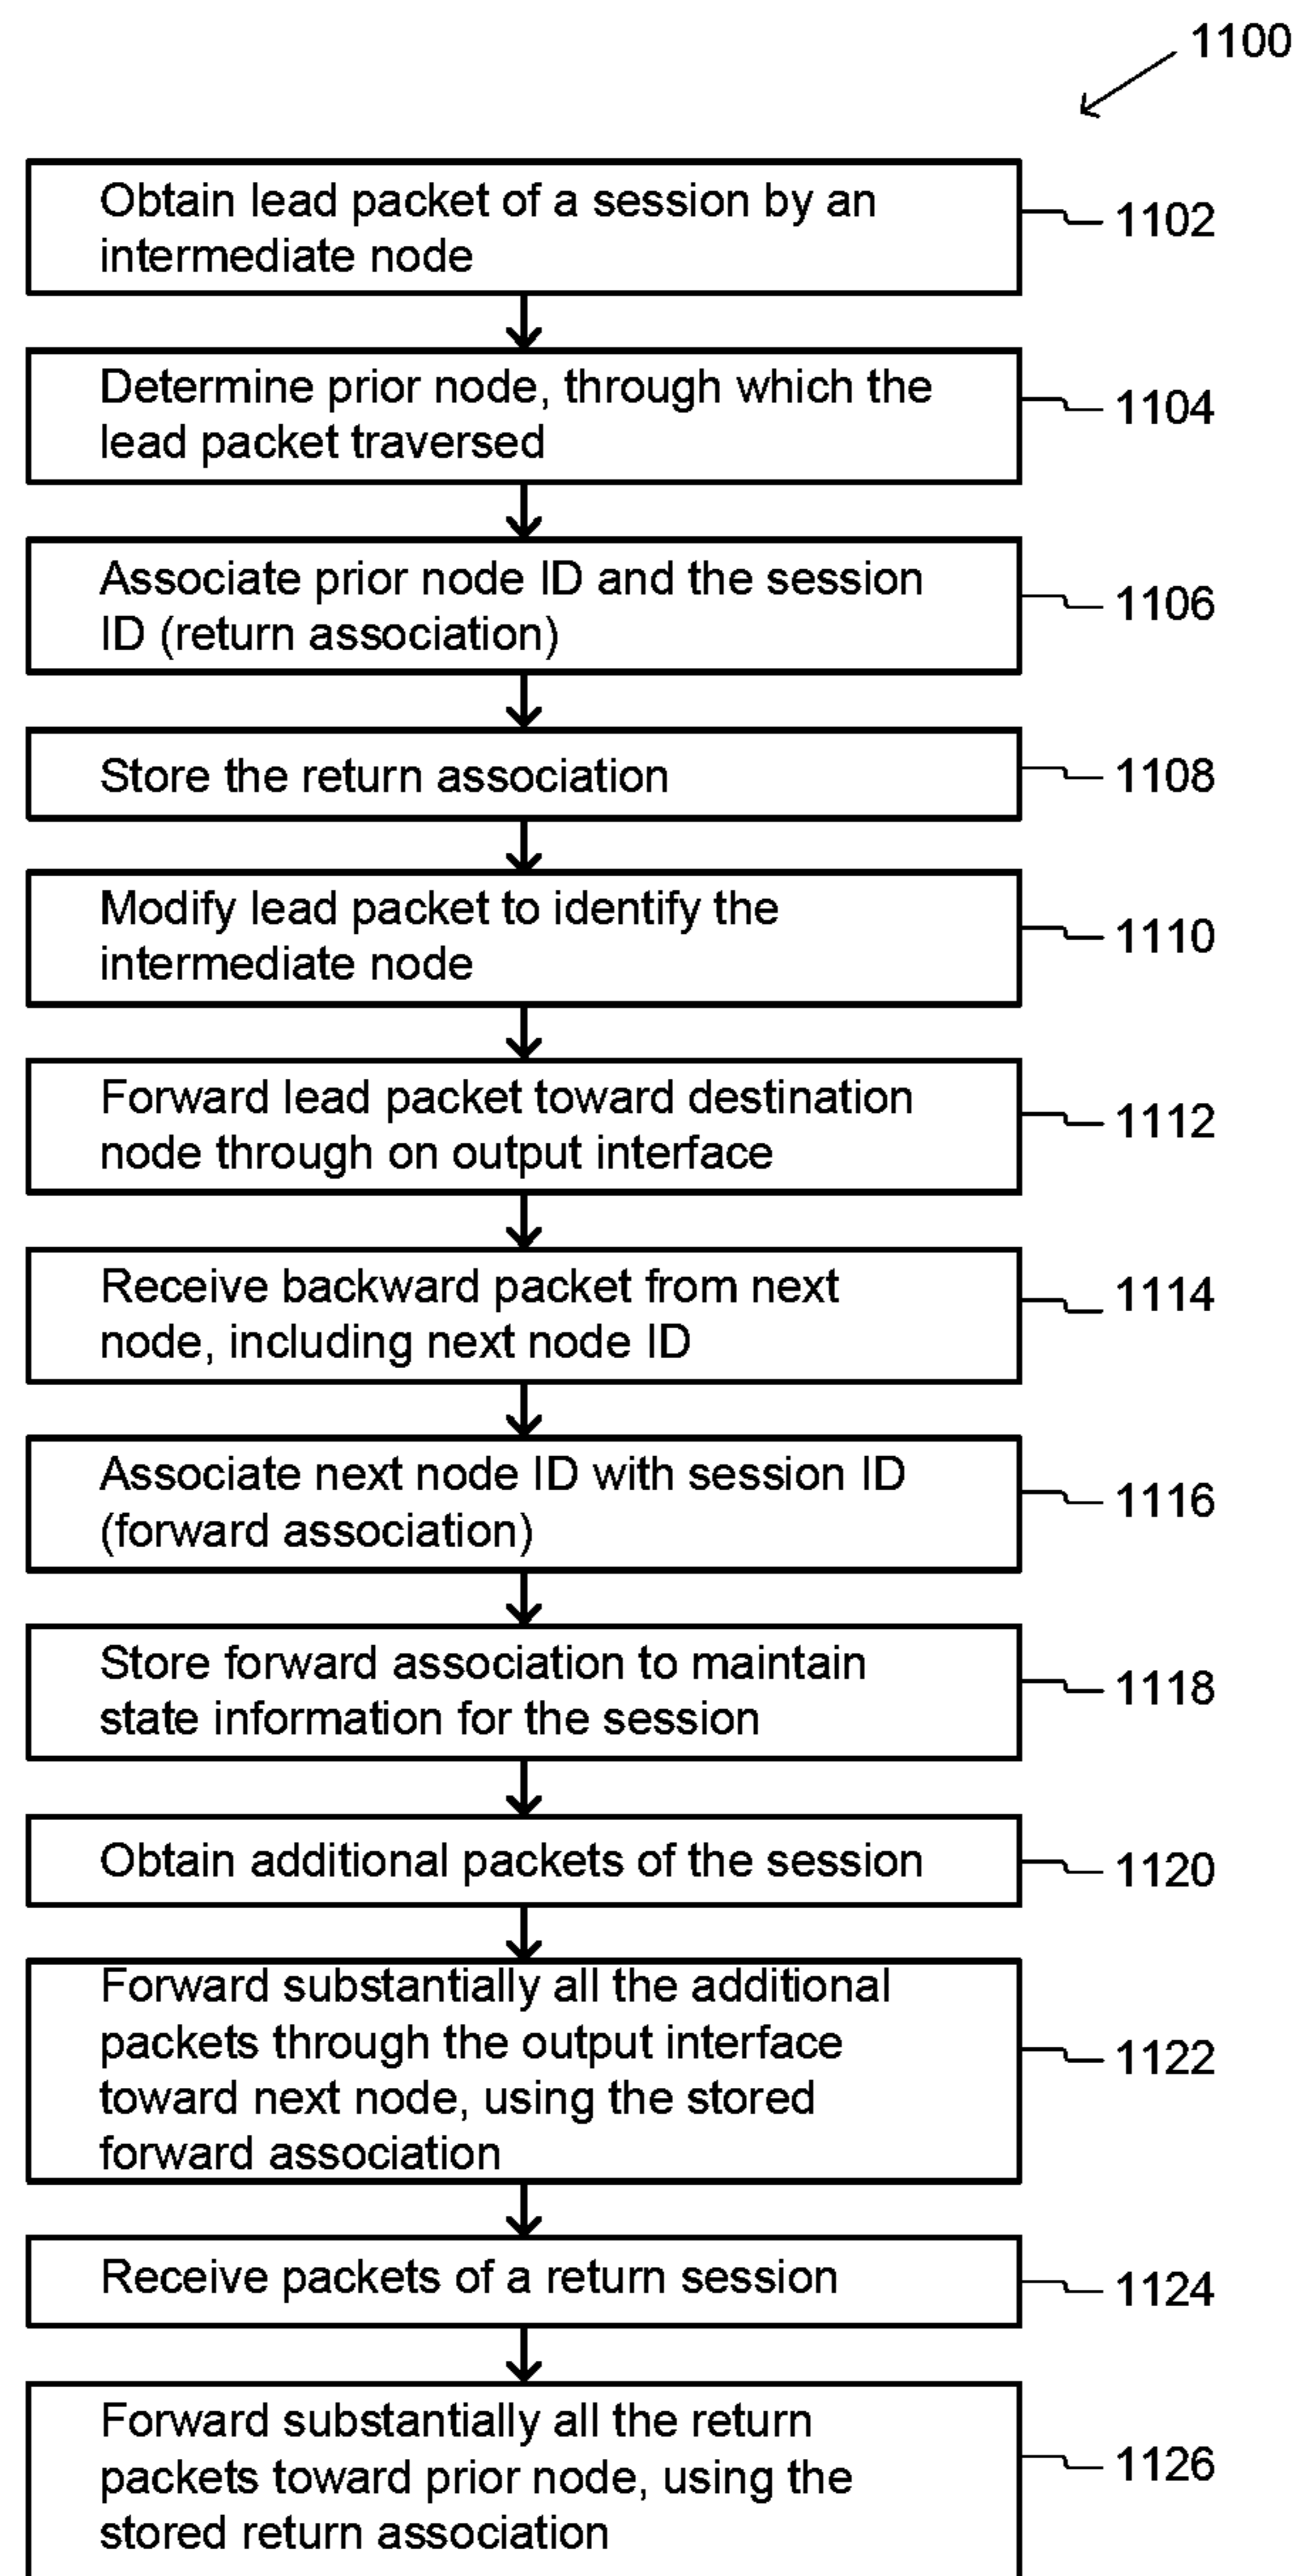 1100
Obtain lead packet of a session by an
intermediate node
1102
Determine prior node, through which the
lead packet traversed
1104
Associate prior node ID and the session
ID (return association)
1106
Store the return association
1108
Modify lead packet to identify the
intermediate node
1110
Forward lead packet toward destination
node through on output interface
1112
Receive backward packet from next
node, including next node ID
1114
Associate next node ID with session ID
(forward association)
1116
Store forward association to maintain
state information for the session
1118
Obtain additional packets of the session
1120
Forward substantially all the additional
packets through the output interface
toward next node, using the stored
forward association
1122
Receive packets of a return session
1124
Forward substantially all the return
packets toward prior node, using the
stored return association
1126